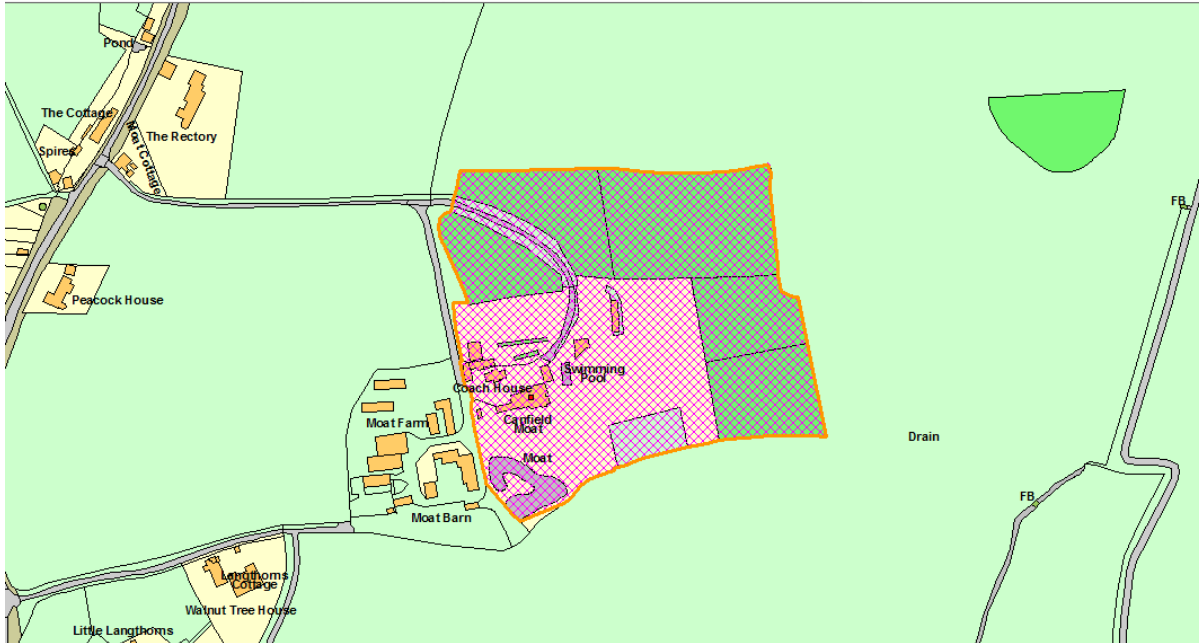 Pond
The Cottage
The Rectory
Moat Cottage
Spires
FB
Peacock House
Swimming
Pool
Coach House
Moat Farm
Canfield
Moat
Drain
Moat
FB
Moat Barn
Langthorns
Cottage
Walnut Tree House
Little Langthorns